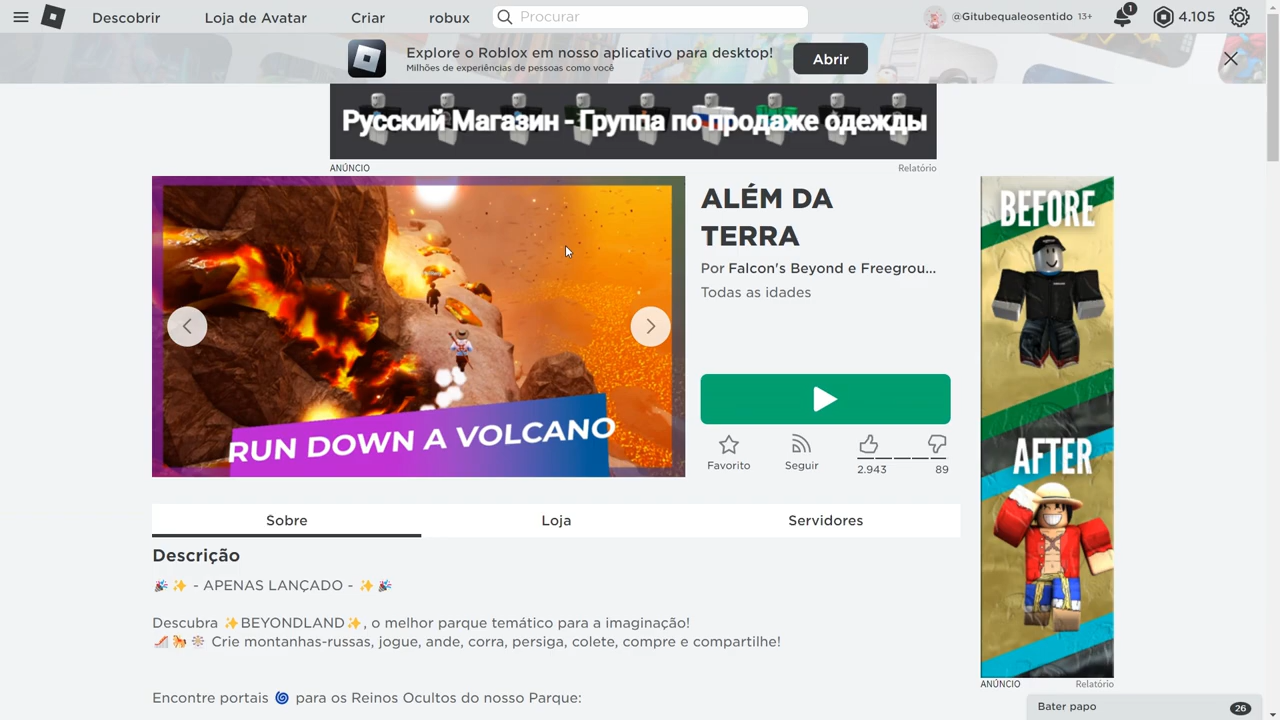 Descobrir
Loja de Avatar
Criar
robux
Procurar
@Gitubequaleosentido 13+
1
4.105
Explore o Roblox em nosso aplicativo para desktop!
Milhões de experiências de pessoas como você
Abrir
Русский Магазин - Группа по продаже одежды
ANÚNCIO
Relatório
RUN DOWN A VOLCANO
ALÉM DA
TERRA
Por Falcon's Beyond e Freegrou...
Todas as idades
Favorito
Seguir
2.943
89
BEFORE
AFTER
ANÚNCIO
Relatório
Sobre
Loja
Servidores
Descrição
🎉✨ - APENAS LANÇADO - ✨🎉
Descubra ✨BEYONDLAND✨, o melhor parque temático para a imaginação!
🎢🎠🎡 Crie montanhas-russas, jogue, ande, corra, persiga, colete, compre e compartilhe!
Encontre portais 🌀 para os Reinos Ocultos do nosso Parque:
Bater papo
26